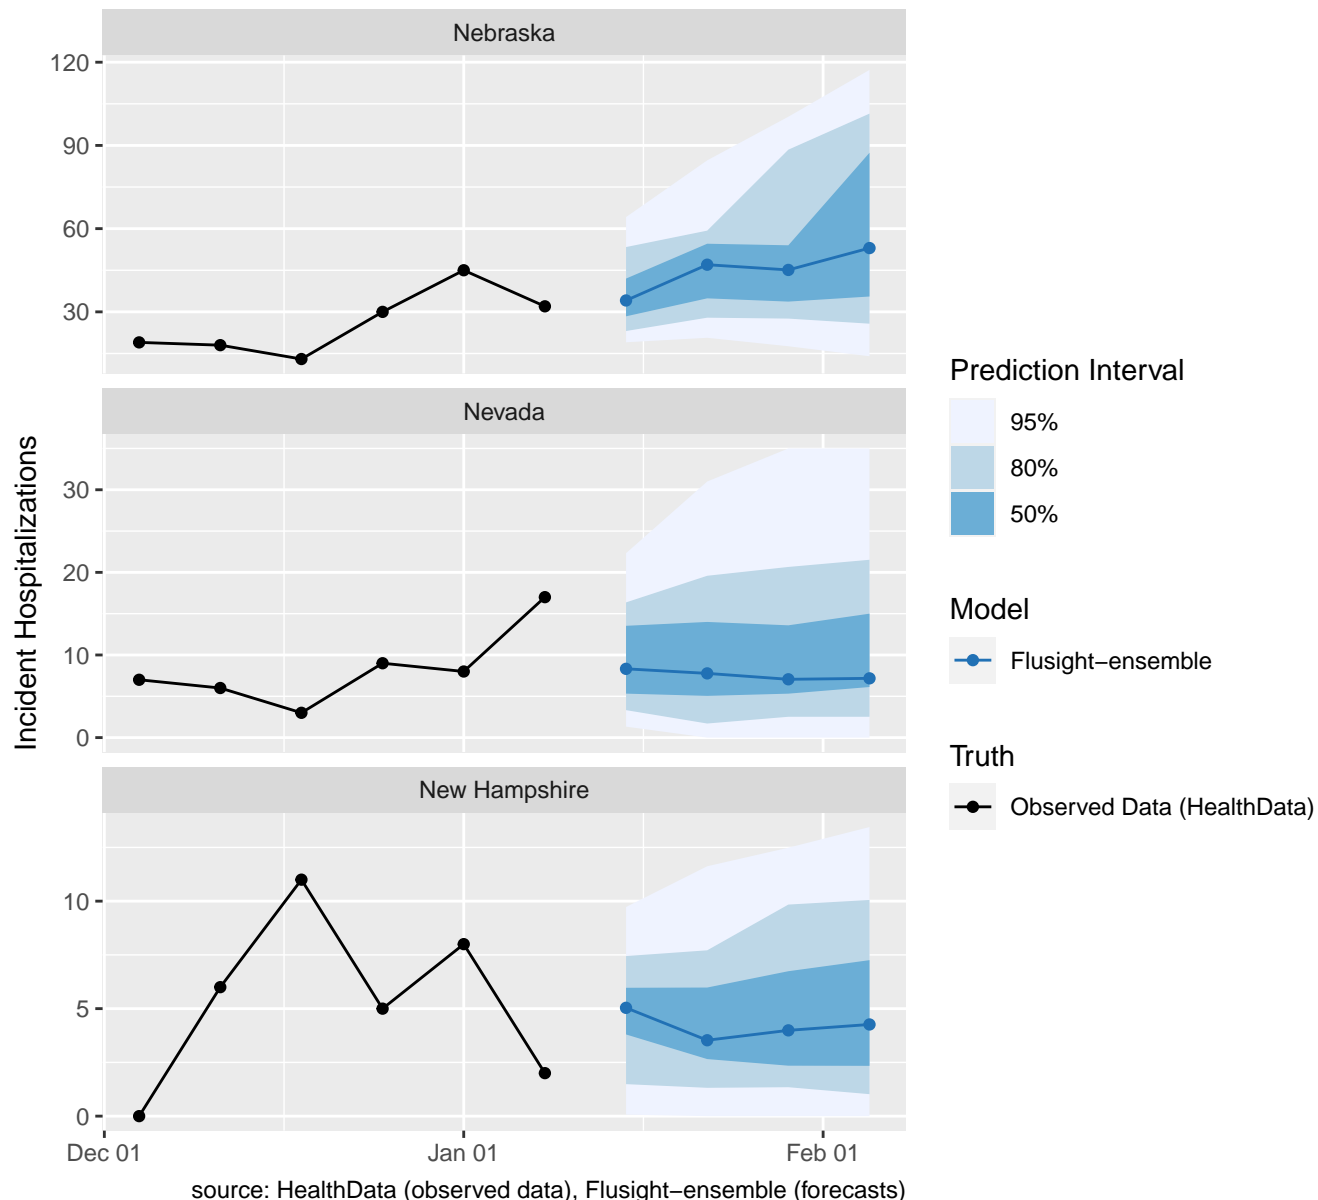 Nebraska
120
90
60
30
Nevada
30
20
10
0
New Hampshire
10
5
0
Dec 01
Jan 01
Feb 01
Incident Hospitalizations
source: HealthData (observed data), Flusight−ensemble (forecasts)
Prediction Interval
95%
80%
50%
Model
Flusight−ensemble
Truth
Observed Data (HealthData)